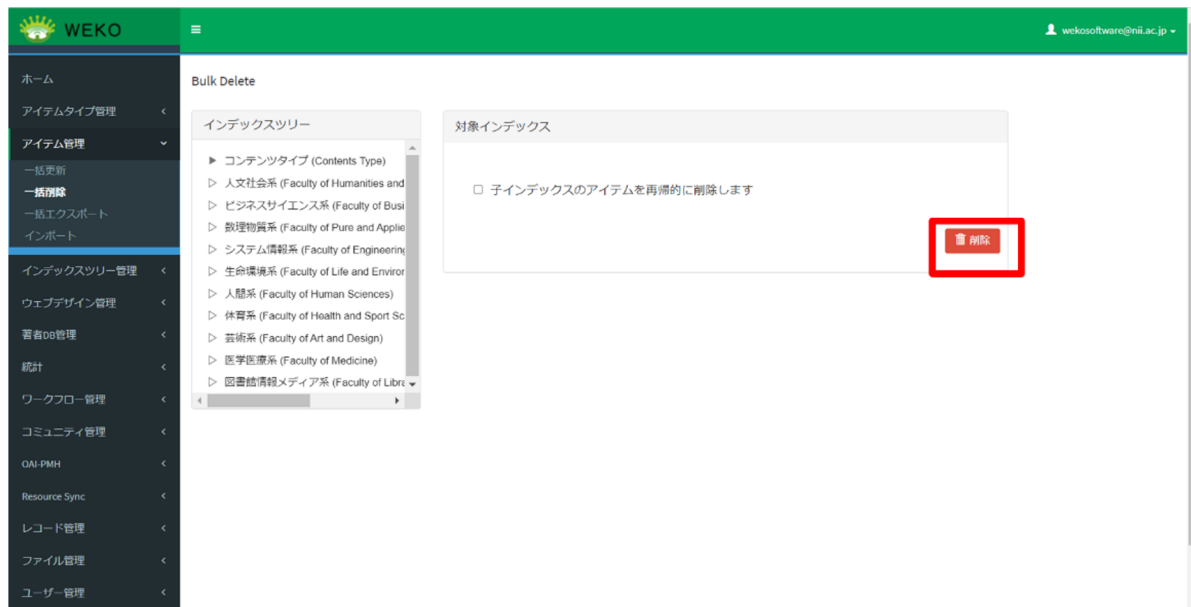 WEKO
wekosoftware@nii.ac.jp
ホーム
アイテムタイプ管理
アイテム管理
一括更新
一括削除
一括エクスポート
インポート
インデックスツリー管理
ウェブデザイン管理
著者DB管理
統計
ワークフロー管理
コミュニティ管理
OAI-PMH
Resource Sync
レコード管理
ファイル管理
ユーザー管理
Bulk Delete
インデックスツリー
コンテンツタイプ (Contents Type)
人文社会系 (Faculty of Humanities and
ビジネスサイエンス系 (Faculty of Busi
数理物質系 (Faculty of Pure and Applie
システム情報系 (Faculty of Engineering
生命環境系 (Faculty of Life and Enviror
人間系 (Faculty of Human Sciences)
体育系 (Faculty of Health and Sport Sc
芸術系 (Faculty of Art and Design)
医学医療系 (Faculty of Medicine)
図書館情報メディア系 (Faculty of Libra
対象インデックス
子インデックスのアイテムを再帰的に削除します
削除